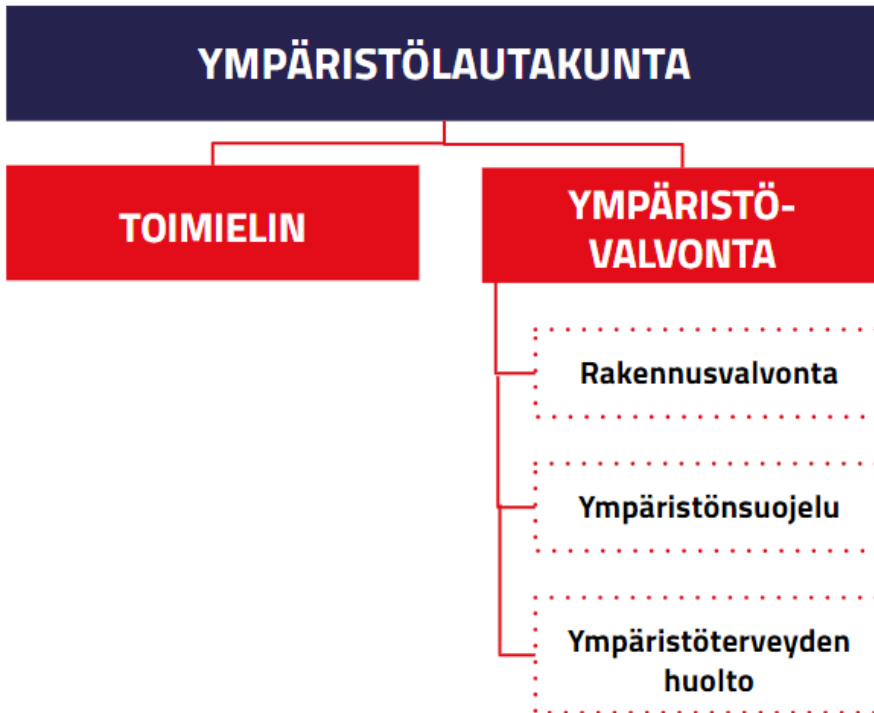 YMPÄRISTÖLAUTAKUNTA
TOIMIELIN
YMPÄRISTÖ-
VALVONTA
Rakennusvalvonta
Ympäristönsuojelu
Ympäristöterveyden
huolto